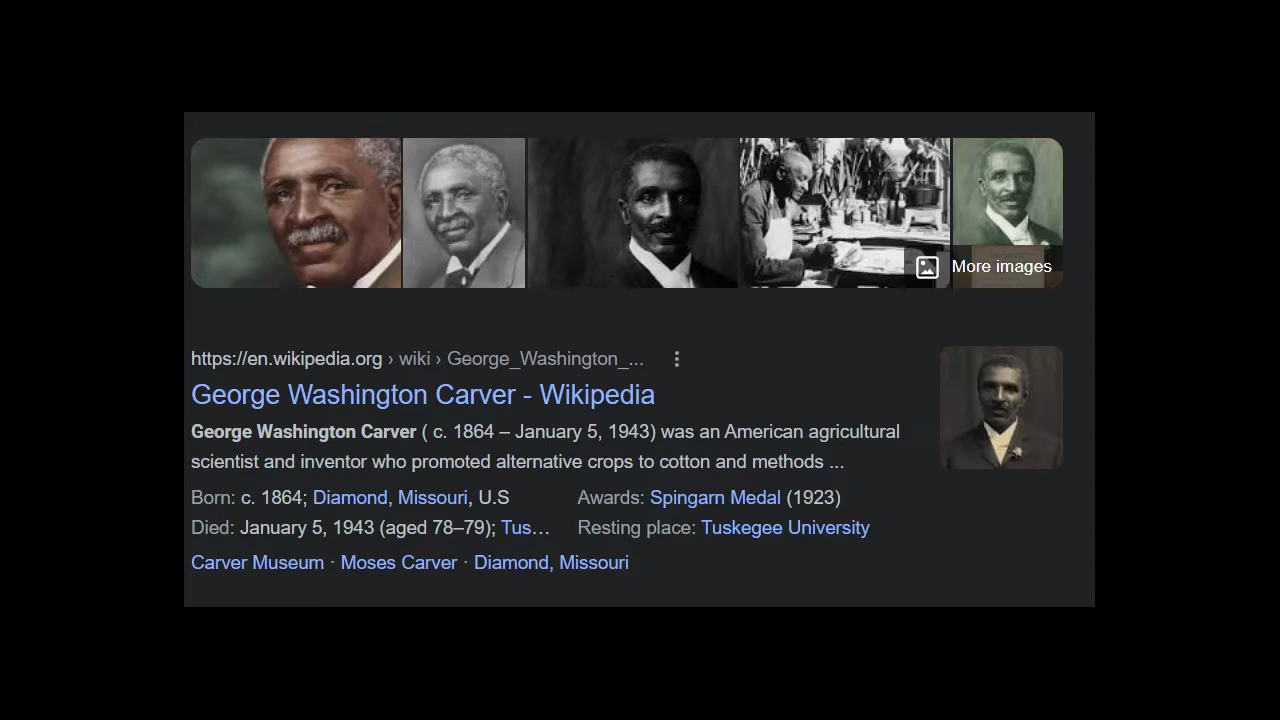 More images
https://en.wikipedia.org › wiki › George_Washington_...
George Washington Carver - Wikipedia
George Washington Carver ( c. 1864 – January 5, 1943) was an American agricultural
scientist and inventor who promoted alternative crops to cotton and methods ...
Born: c. 1864; Diamond, Missouri, U.S Awards: Spingarn Medal (1923)
Died: January 5, 1943 (aged 78–79); Tus... Resting place: Tuskegee University
Carver Museum · Moses Carver · Diamond, Missouri